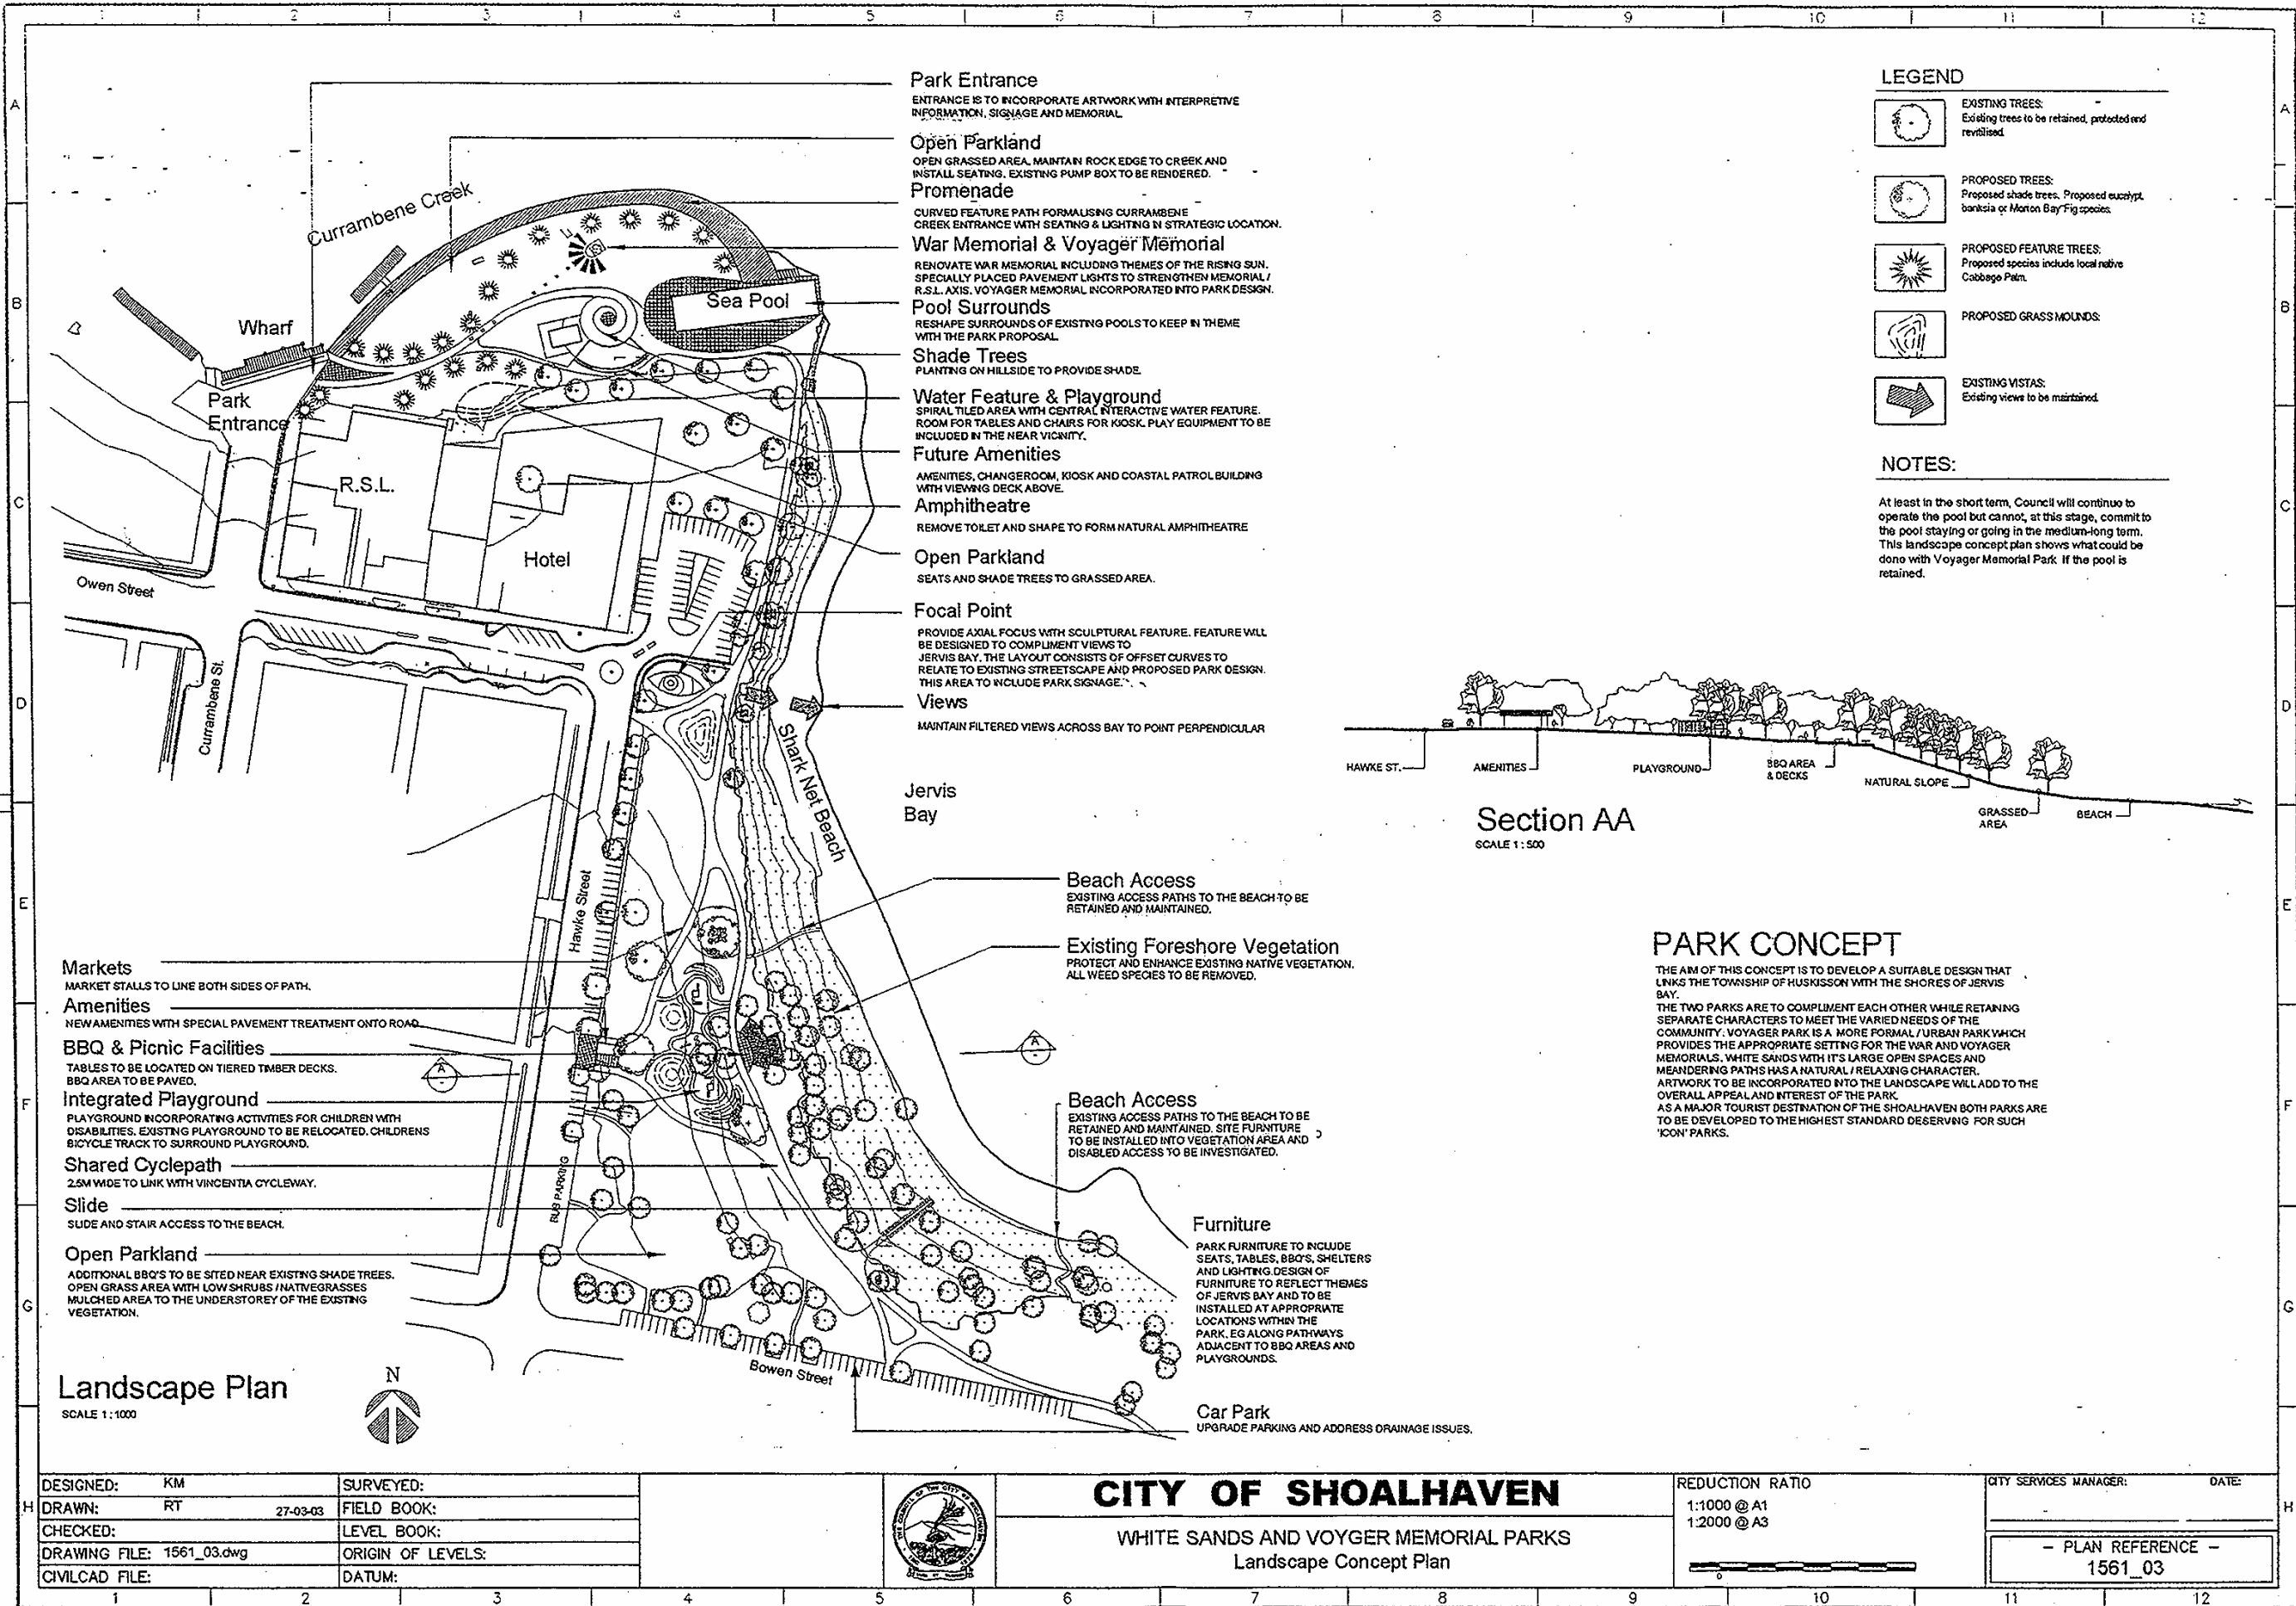 Park Entrance
ENTRANCE IS TO INCORPORATE ARTWORK WITH INTERPRETIVE
INFORMATION, SIGNAGE AND MEMORIAL.
Open Parkland
OPEN GRASSED AREA. MAINTAIN ROCK EDGE TO CREEK AND
INSTALL SEATING. EXISTING PUMP BOX TO BE RENDERED.
Promenade
CURVED FEATURE PATH FORMALISING CURRAMBENE
CREEK ENTRANCE WITH SEATING & LIGHTING IN STRATEGIC LOCATION.
War Memorial & Voyager Memorial
RENOVATE WAR MEMORIAL INCLUDING THEMES OF THE RISING SUN.
SPECIALLY PLACED PAVEMENT LIGHTS TO STRENGTHEN MEMORIAL /
R.S.L. AXIS. VOYAGER MEMORIAL INCORPORATED INTO PARK DESIGN.
Pool Surrounds
RESHAPE SURROUNDS OF EXISTING POOLS TO KEEP IN THEME
WITH THE PARK PROPOSAL.
Shade Trees
PLANTING ON HILLSIDE TO PROVIDE SHADE.
Water Feature & Playground
SPIRAL TILED AREA WITH CENTRAL INTERACTIVE WATER FEATURE.
ROOM FOR TABLES AND CHAIRS FOR KIOSK. PLAY EQUIPMENT TO BE
INCLUDED IN THE NEAR VICINITY.
Future Amenities
AMENITIES, CHANGEROOM, KIOSK AND COASTAL PATROL BUILDING
WITH VIEWING DECK ABOVE.
Amphitheatre
REMOVE TOILET AND SHAPE TO FORM NATURAL AMPHITHEATRE
Open Parkland
SEATS AND SHADE TREES TO GRASSED AREA.
Focal Point
PROVIDE AXIAL FOCUS WITH SCULPTURAL FEATURE. FEATURE WILL
BE DESIGNED TO COMPLIMENT VIEWS TO
JERVIS BAY. THE LAYOUT CONSISTS OF OFFSET CURVES TO
RELATE TO EXISTING STREETSCAPE AND PROPOSED PARK DESIGN.
THIS AREA TO INCLUDE PARK SIGNAGE.
Views
MAINTAIN FILTERED VIEWS ACROSS BAY TO POINT PERPENDICULAR
Currambene Creek
Sea Pool
Wharf
Park
Entrance
R.S.L.
Hotel
Owen Street
Currambene St.
Shark Net Beach
Jervis
Bay
Hawke Street
BUS PARKING
Bowen Street
A
A
Beach Access
EXISTING ACCESS PATHS TO THE BEACH TO BE
RETAINED AND MAINTAINED.
Existing Foreshore Vegetation
PROTECT AND ENHANCE EXISTING NATIVE VEGETATION.
ALL WEED SPECIES TO BE REMOVED.
Beach Access
EXISTING ACCESS PATHS TO THE BEACH TO BE
RETAINED AND MAINTAINED. SITE FURNITURE
TO BE INSTALLED INTO VEGETATION AREA AND
DISABLED ACCESS TO BE INVESTIGATED.
Furniture
PARK FURNITURE TO INCLUDE
SEATS, TABLES, BBQ'S, SHELTERS
AND LIGHTING. DESIGN OF
FURNITURE TO REFLECT THEMES
OF JERVIS BAY AND TO BE
INSTALLED AT APPROPRIATE
LOCATIONS WITHIN THE
PARK. EG ALONG PATHWAYS
ADJACENT TO BBQ AREAS AND
PLAYGROUNDS.
Car Park
UPGRADE PARKING AND ADDRESS DRAINAGE ISSUES.
Markets
MARKET STALLS TO LINE BOTH SIDES OF PATH.
Amenities
NEW AMENITIES WITH SPECIAL PAVEMENT TREATMENT ONTO ROAD.
BBQ & Picnic Facilities
TABLES TO BE LOCATED ON TIERED TIMBER DECKS.
BBQ AREA TO BE PAVED.
Integrated Playground
PLAYGROUND INCORPORATING ACTIVITIES FOR CHILDREN WITH
DISABILITIES. EXISTING PLAYGROUND TO BE RELOCATED. CHILDRENS
BICYCLE TRACK TO SURROUND PLAYGROUND.
Shared Cyclepath
2.5M WIDE TO LINK WITH VINCENTIA CYCLEWAY.
Slide
SLIDE AND STAIR ACCESS TO THE BEACH.
Open Parkland
ADDITIONAL BBQ'S TO BE SITED NEAR EXISTING SHADE TREES.
OPEN GRASS AREA WITH LOW SHRUBS / NATIVE GRASSES
MULCHED AREA TO THE UNDERSTOREY OF THE EXISTING
VEGETATION.
Landscape Plan
SCALE 1 : 1000
N
LEGEND
EXISTING TREES:
Existing trees to be retained, protected and
revitilised.
PROPOSED TREES:
Proposed shade trees. Proposed eucalypt,
banksia or Morton Bay Fig species.
PROPOSED FEATURE TREES:
Proposed species include local native
Cabbage Palm.
PROPOSED GRASS MOUNDS:
EXISTING VISTAS:
Existing views to be maintained.
NOTES:
At least in the short term, Council will continue to
operate the pool but cannot, at this stage, commit to
the pool staying or going in the medium-long term.
This landscape concept plan shows what could be
done with Voyager Memorial Park if the pool is
retained.
HAWKE ST.
AMENITIES
PLAYGROUND
BBQ AREA
& DECKS
NATURAL SLOPE
GRASSED
AREA
BEACH
Section AA
SCALE 1 : 500
PARK CONCEPT
THE AIM OF THIS CONCEPT IS TO DEVELOP A SUITABLE DESIGN THAT
LINKS THE TOWNSHIP OF HUSKISSON WITH THE SHORES OF JERVIS
BAY.
THE TWO PARKS ARE TO COMPLIMENT EACH OTHER WHILE RETAINING
SEPARATE CHARACTERS TO MEET THE VARIED NEEDS OF THE
COMMUNITY. VOYAGER PARK IS A MORE FORMAL / URBAN PARK WHICH
PROVIDES THE APPROPRIATE SETTING FOR THE WAR AND VOYAGER
MEMORIALS. WHITE SANDS WITH IT'S LARGE OPEN SPACES AND
MEANDERING PATHS HAS A NATURAL / RELAXING CHARACTER.
ARTWORK TO BE INCORPORATED INTO THE LANDSCAPE WILL ADD TO THE
OVERALL APPEAL AND INTEREST OF THE PARK.
AS A MAJOR TOURIST DESTINATION OF THE SHOALHAVEN BOTH PARKS ARE
TO BE DEVELOPED TO THE HIGHEST STANDARD DESERVING FOR SUCH
'ICON' PARKS.
DESIGNED: KM
DRAWN: RT 27-03-03
CHECKED:
DRAWING FILE: 1561_03.dwg
CIVILCAD FILE:
SURVEYED:
FIELD BOOK:
LEVEL BOOK:
ORIGIN OF LEVELS:
DATUM:
CITY OF SHOALHAVEN
WHITE SANDS AND VOYGER MEMORIAL PARKS
Landscape Concept Plan
REDUCTION RATIO
1:1000 @ A1
1:2000 @ A3
0
CITY SERVICES MANAGER: DATE:
- PLAN REFERENCE -
1561_03
1 2 3 4 5 6 7 8 9 10 11 12
A B C D E F G H